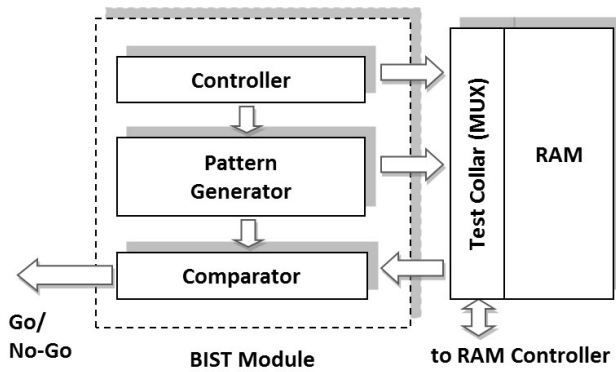 Controller
Pattern
Generator
Comparator
Test Collar (MUX)
RAM
Go/
No-Go
BIST Module
to RAM Controller